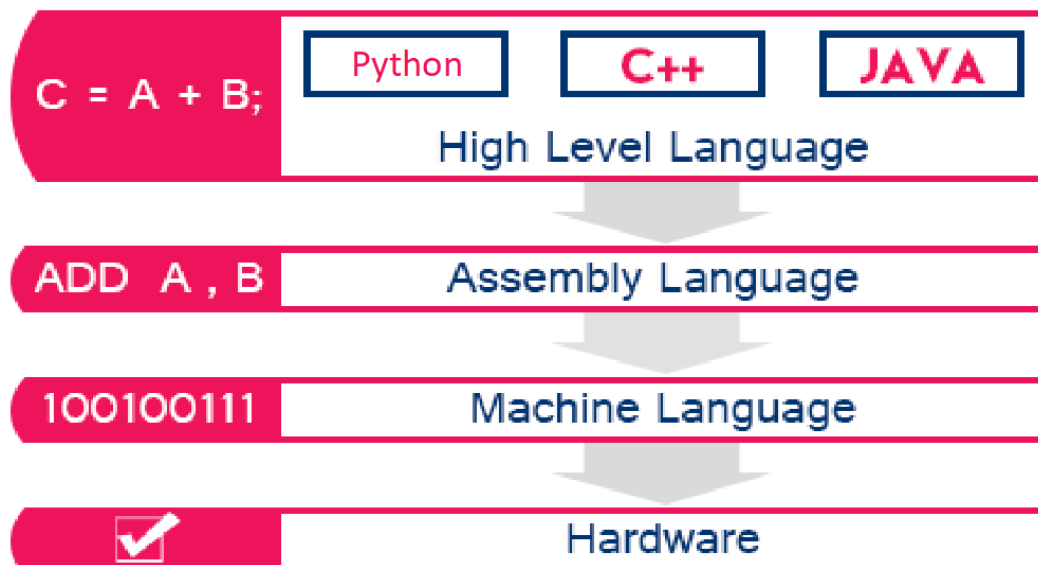 Python C++ JAVA
C = A + B;
High Level Language
ADD A , B Assembly Language
100100111 Machine Language
Hardware